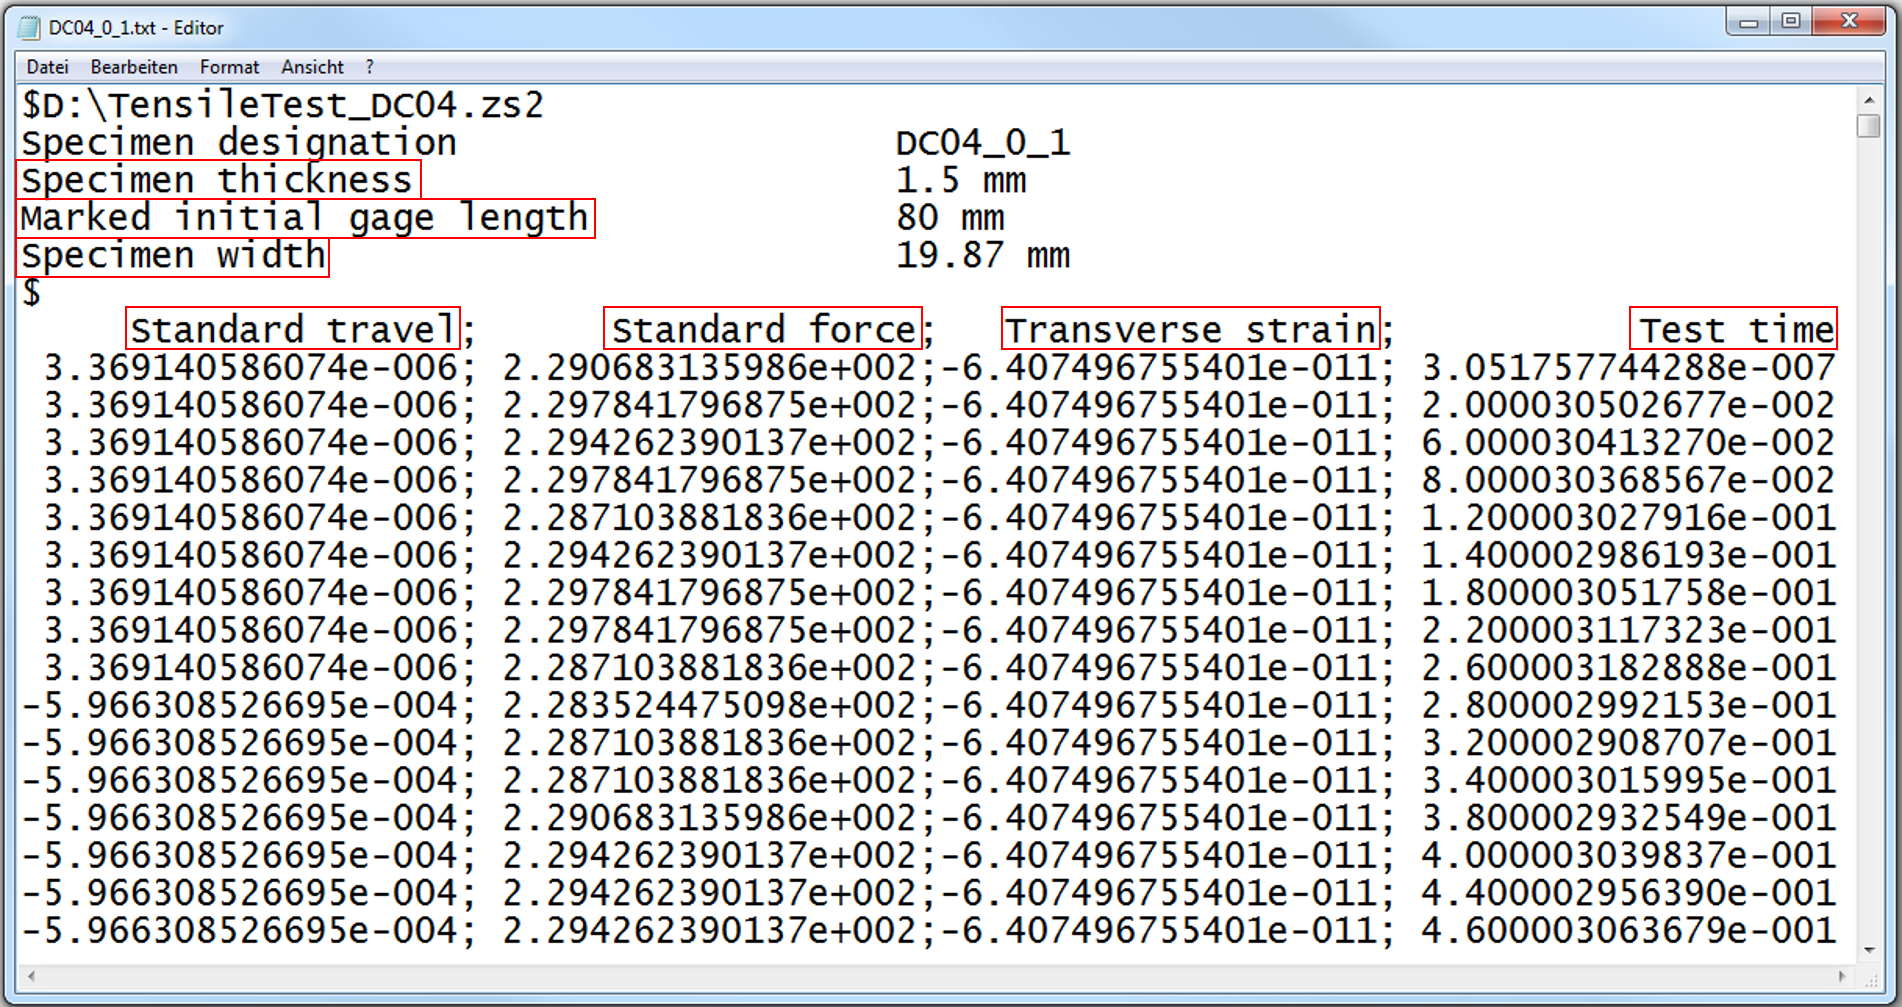 DC04_0_1.txt - Editor
Datei Bearbeiten Format Ansicht ?
$D:\TensileTest_DC04.zs2
Specimen designation DC04_0_1
Specimen thickness 1.5 mm
Marked initial gage length 80 mm
Specimen width 19.87 mm
$
Standard travel; Standard force; Transverse strain; Test time
3.369140586074e-006; 2.290683135986e+002;-6.407496755401e-011; 3.051757744288e-007
3.369140586074e-006; 2.297841796875e+002;-6.407496755401e-011; 2.000030502677e-002
3.369140586074e-006; 2.294262390137e+002;-6.407496755401e-011; 6.000030413270e-002
3.369140586074e-006; 2.297841796875e+002;-6.407496755401e-011; 8.000030368567e-002
3.369140586074e-006; 2.287103881836e+002;-6.407496755401e-011; 1.200003027916e-001
3.369140586074e-006; 2.294262390137e+002;-6.407496755401e-011; 1.400002986193e-001
3.369140586074e-006; 2.297841796875e+002;-6.407496755401e-011; 1.800003051758e-001
3.369140586074e-006; 2.297841796875e+002;-6.407496755401e-011; 2.200003117323e-001
3.369140586074e-006; 2.287103881836e+002;-6.407496755401e-011; 2.600003182888e-001
-5.966308526695e-004; 2.283524475098e+002;-6.407496755401e-011; 2.800002992153e-001
-5.966308526695e-004; 2.287103881836e+002;-6.407496755401e-011; 3.200002908707e-001
-5.966308526695e-004; 2.287103881836e+002;-6.407496755401e-011; 3.400003015995e-001
-5.966308526695e-004; 2.290683135986e+002;-6.407496755401e-011; 3.800002932549e-001
-5.966308526695e-004; 2.294262390137e+002;-6.407496755401e-011; 4.000003039837e-001
-5.966308526695e-004; 2.294262390137e+002;-6.407496755401e-011; 4.400002956390e-001
-5.966308526695e-004; 2.294262390137e+002;-6.407496755401e-011; 4.600003063679e-001